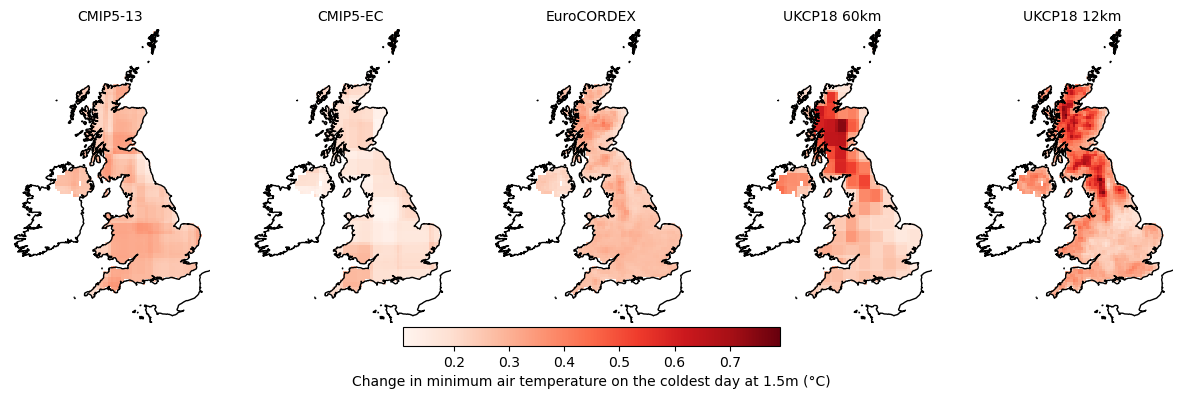 CMIP5-13 CMIP5-EC EuroCORDEX UKCP18 60km UKCP18 12km
0.2 0.3 0.4 0.5 0.6 0.7
Change in minimum air temperature on the coldest day at 1.5m (°C)